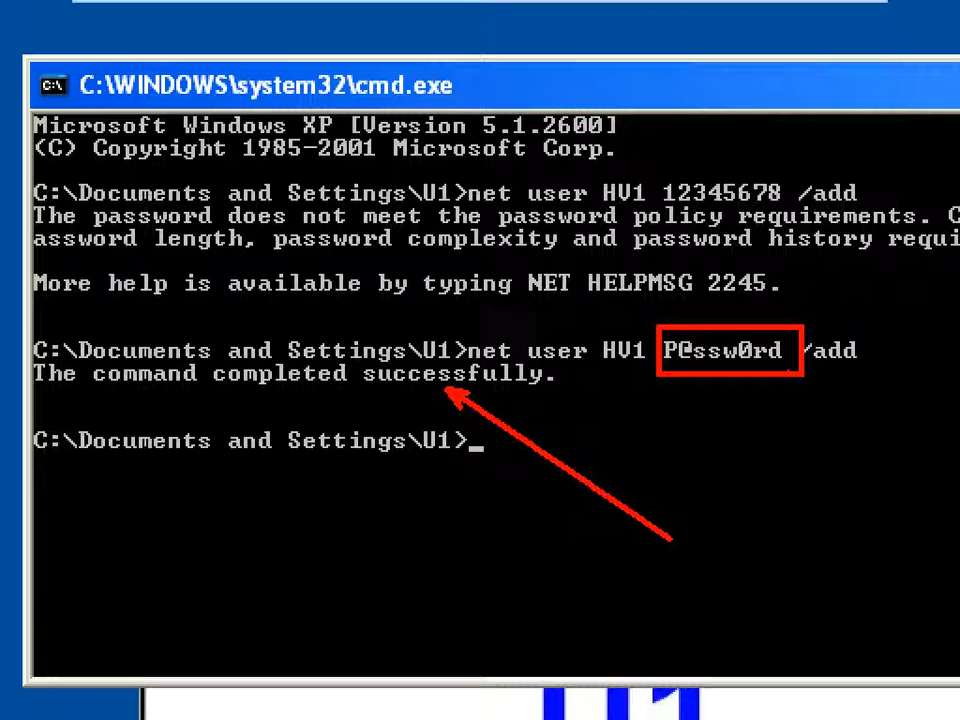 C:\WINDOWS\system32\cmd.exe
Microsoft Windows XP [Version 5.1.2600]
(C) Copyright 1985-2001 Microsoft Corp.
C:\Documents and Settings\U1>net user HV1 12345678 /add
The password does not meet the password policy requirements. C
assword length, password complexity and password history requi
More help is available by typing NET HELPMSG 2245.
C:\Documents and Settings\U1>net user HV1 P@ssw0rd /add
The command completed successfully.
C:\Documents and Settings\U1>_
U1